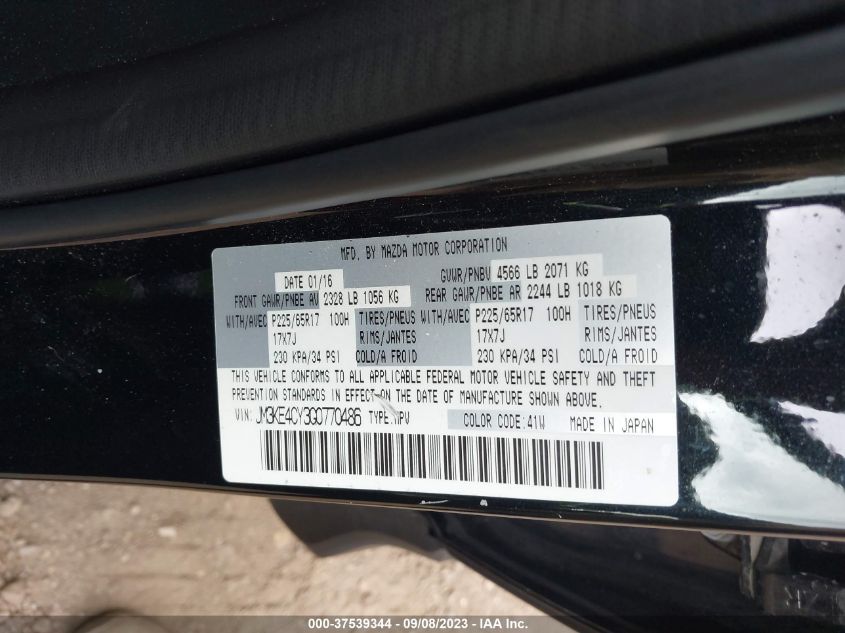 MFD. BY MAZDA MOTOR CORPORATION
DATE 01/16 GVWR/PNBV 4566 LB 2071 KG
FRONT GAWR/PNBE AV 2328 LB 1056 KG REAR GAWR/PNBE AR 2244 LB 1018 KG
WITH/AVEC P225/65R17 100H TIRES/PNEUS WITH/AVEC P225/65R17 100H TIRES/PNEUS
17X7J RIMS/JANTES 17X7J RIMS/JANTES
230 KPA/34 PSI COLD/A FROID 230 KPA/34 PSI COLD/A FROID
THIS VEHICLE CONFORMS TO ALL APPLICABLE FEDERAL MOTOR VEHICLE SAFETY AND THEFT
PREVENTION STANDARDS IN EFFECT ON THE DATE OF MANUFACTURE SHOWN ABOVE.
VIN: JM3KE4CY3G0770486 TYPE:MPV COLOR CODE:41W MADE IN JAPAN
000-37539344 - 09/08/2023 - IAA Inc.